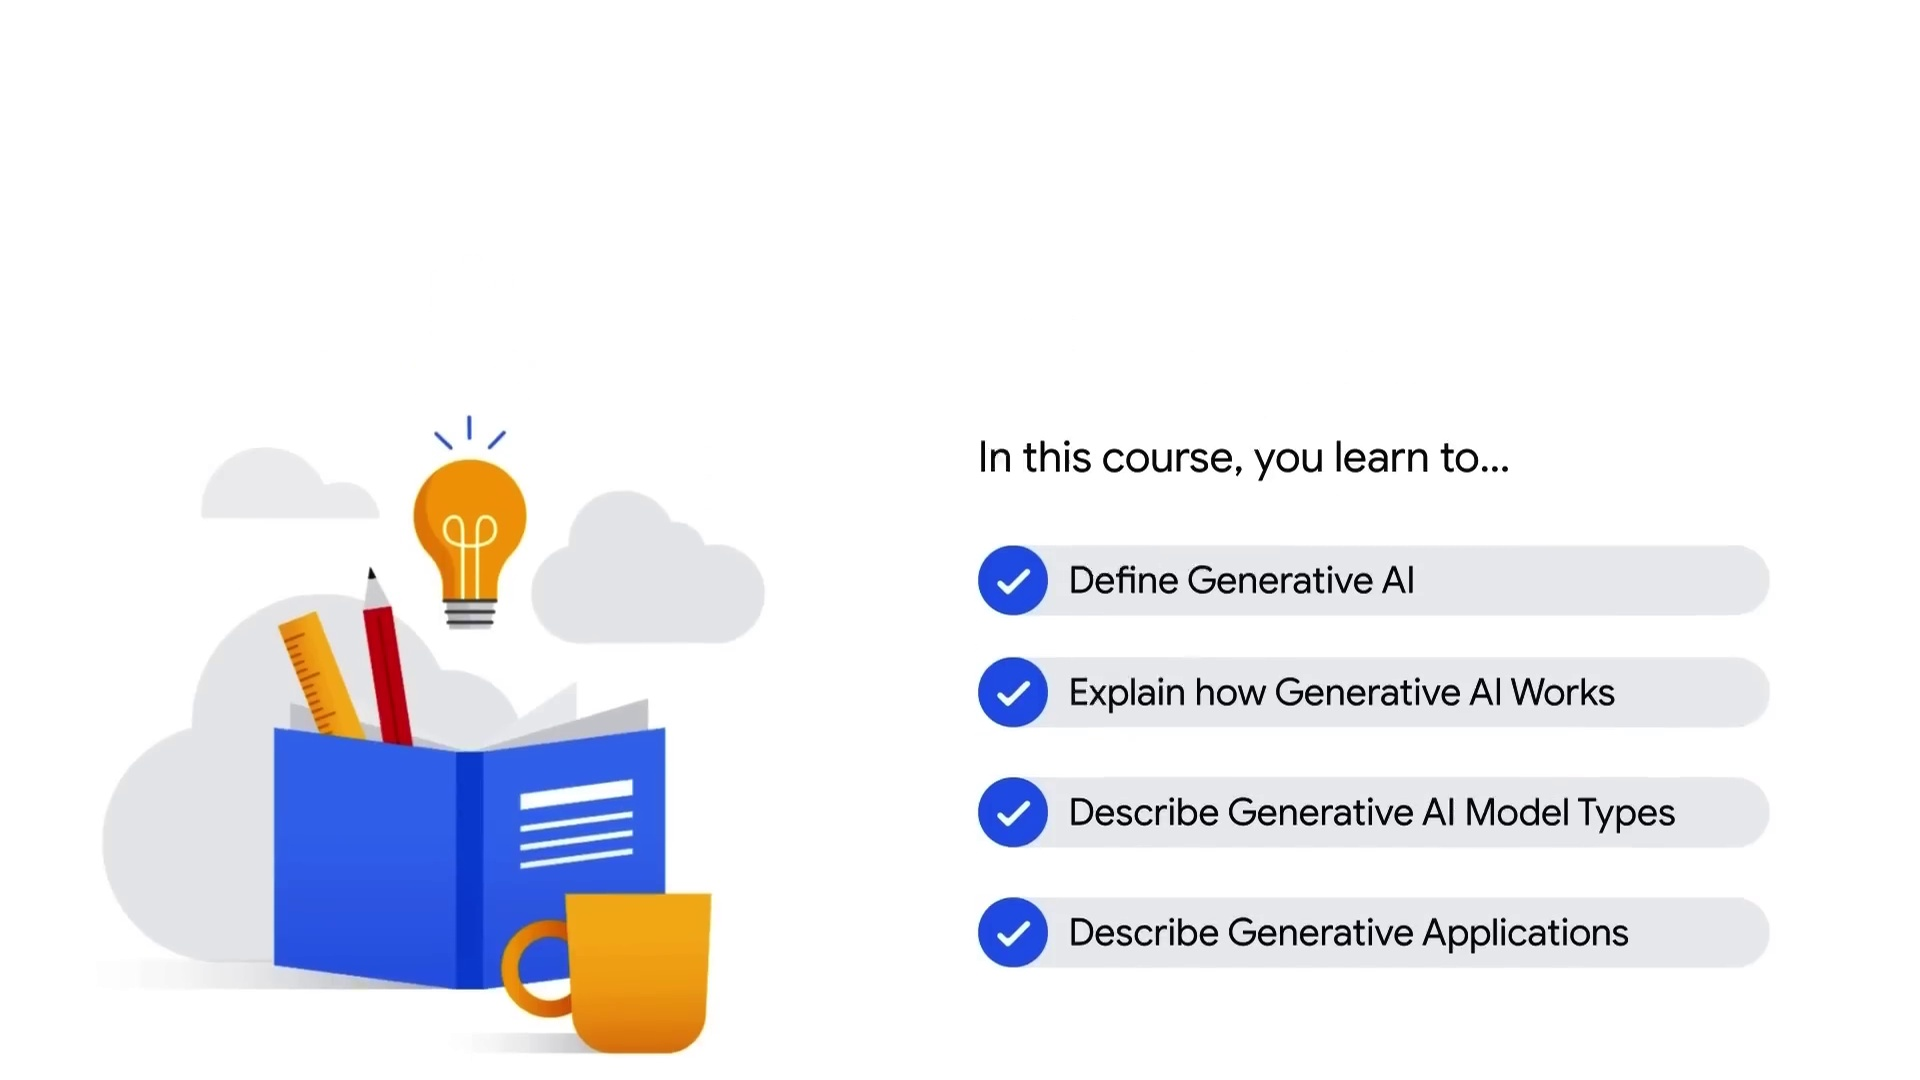 In this course, you learn to...
Define Generative AI
Explain how Generative AI Works
Describe Generative AI Model Types
Describe Generative Applications